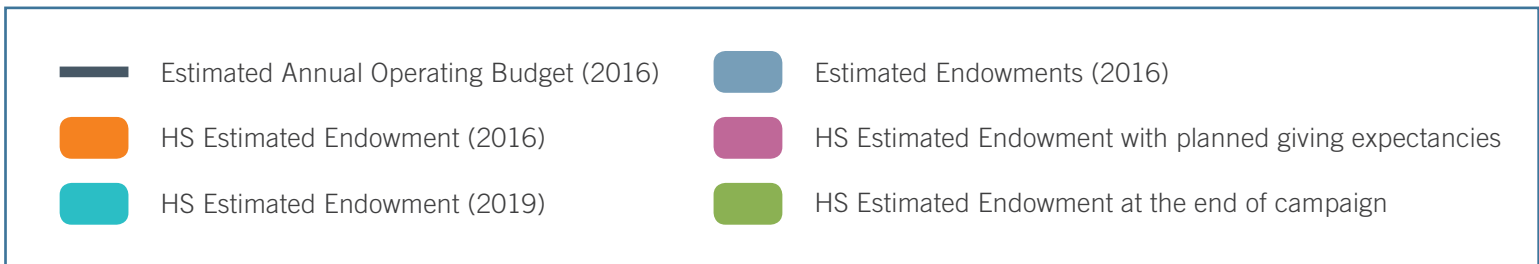 Estimated Annual Operating Budget (2016)
Estimated Endowments (2016)
HS Estimated Endowment (2016)
HS Estimated Endowment with planned giving expectancies
HS Estimated Endowment (2019)
HS Estimated Endowment at the end of campaign